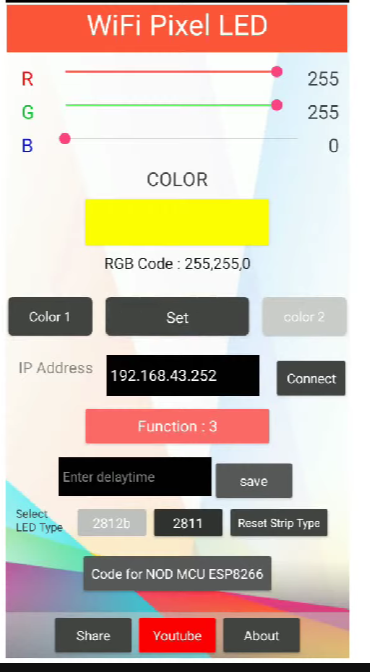 WiFi Pixel LED
R 255
G 255
B 0
COLOR
RGB Code : 255,255,0
Color 1 Set color 2
IP Address 192.168.43.252 Connect
Function : 3
Enter delaytime save
Select
LED Type 2812b 2811 Reset Strip Type
Code for NOD MCU ESP8266
Share Youtube About